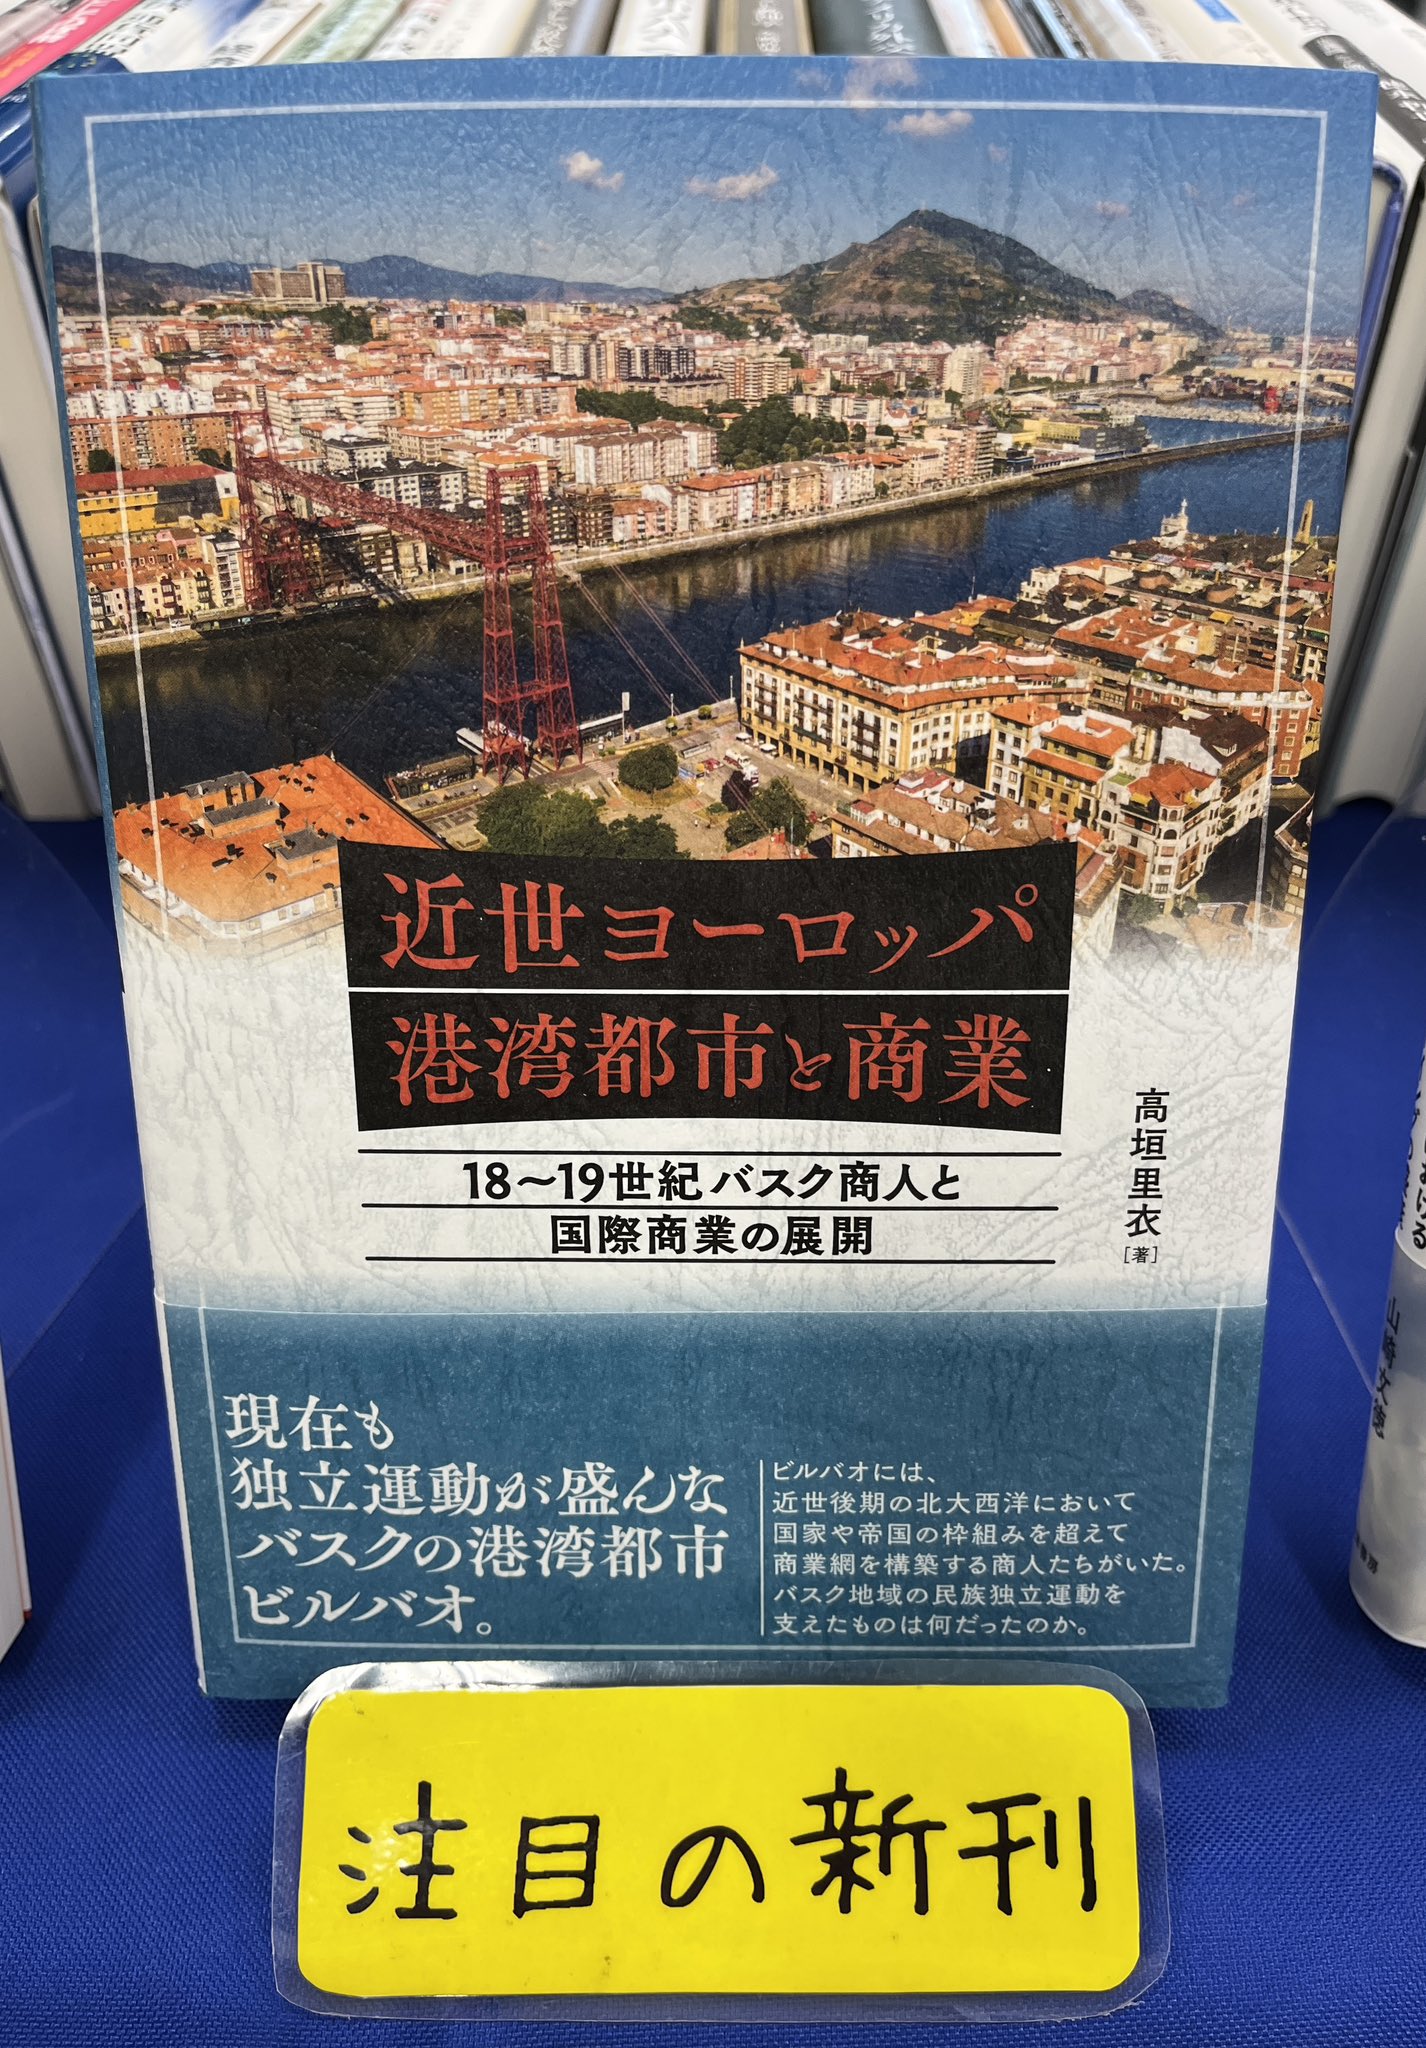 近世ヨーロッパ
港湾都市と商業
18～19世紀 バスク商人と
国際商業の展開
高垣里衣
[著]
現在も
独立運動が盛んな
バスクの港湾都市
ビルバオ。
ビルバオには、
近世後期の北大西洋において
国家や帝国の枠組みを超えて
商業網を構築する商人たちがいた。
バスク地域の民族独立運動を
支えたものは何だったのか。
注目の新刊
における